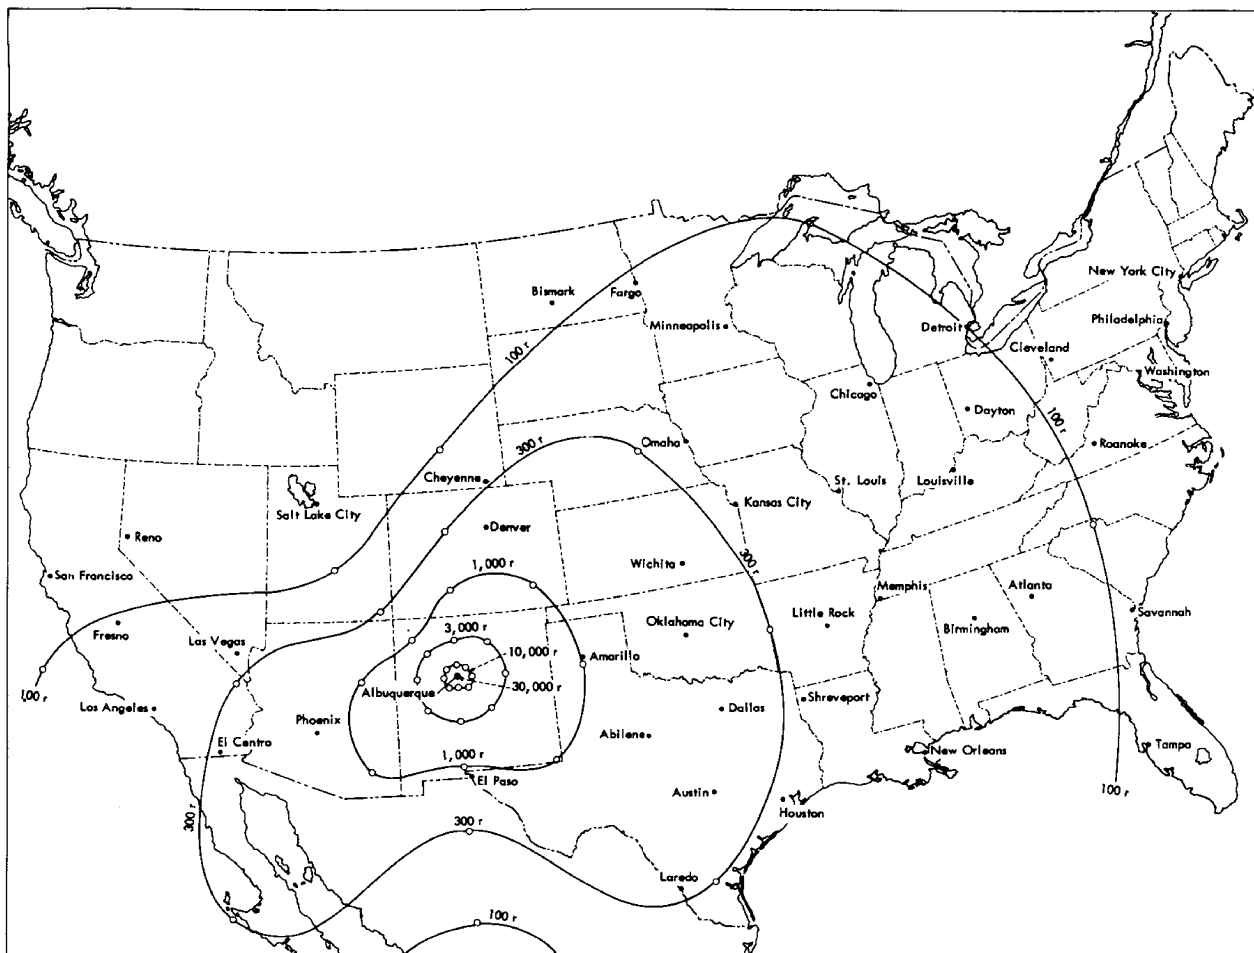 New York City
Bismark
Fargo
Minneapolis
Detroit
Philadelphia
100 r
Cleveland
Washington
Chicago
Dayton
100 r
Omaha
300 r
Roanoke
Cheyenne
St. Louis
Louisville
Kansas City
Salt Lake City
Denver
Reno
300 r
San Francisco
1,000 r
Wichita
Memphis
Atlanta
Little Rock
Savannah
Fresno
Las Vegas
3,000 r
Oklahoma City
Birmingham
10,000 r
Amarillo
100 r
Albuquerque
30,000 r
Shreveport
Los Angeles
Phoenix
Dallas
El Centro
Abilene
1,000 r
New Orleans
Tampa
El Paso
Austin
100 r
300 r
300 r
Houston
Laredo
100 r